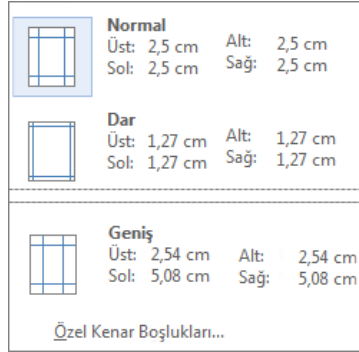 Normal
Üst: 2,5 cm Alt: 2,5 cm
Sol: 2,5 cm Sağ: 2,5 cm
Dar
Üst: 1,27 cm Alt: 1,27 cm
Sol: 1,27 cm Sağ: 1,27 cm
Geniş
Üst: 2,54 cm Alt: 2,54 cm
Sol: 5,08 cm Sağ: 5,08 cm
Özel Kenar Boşlukları...